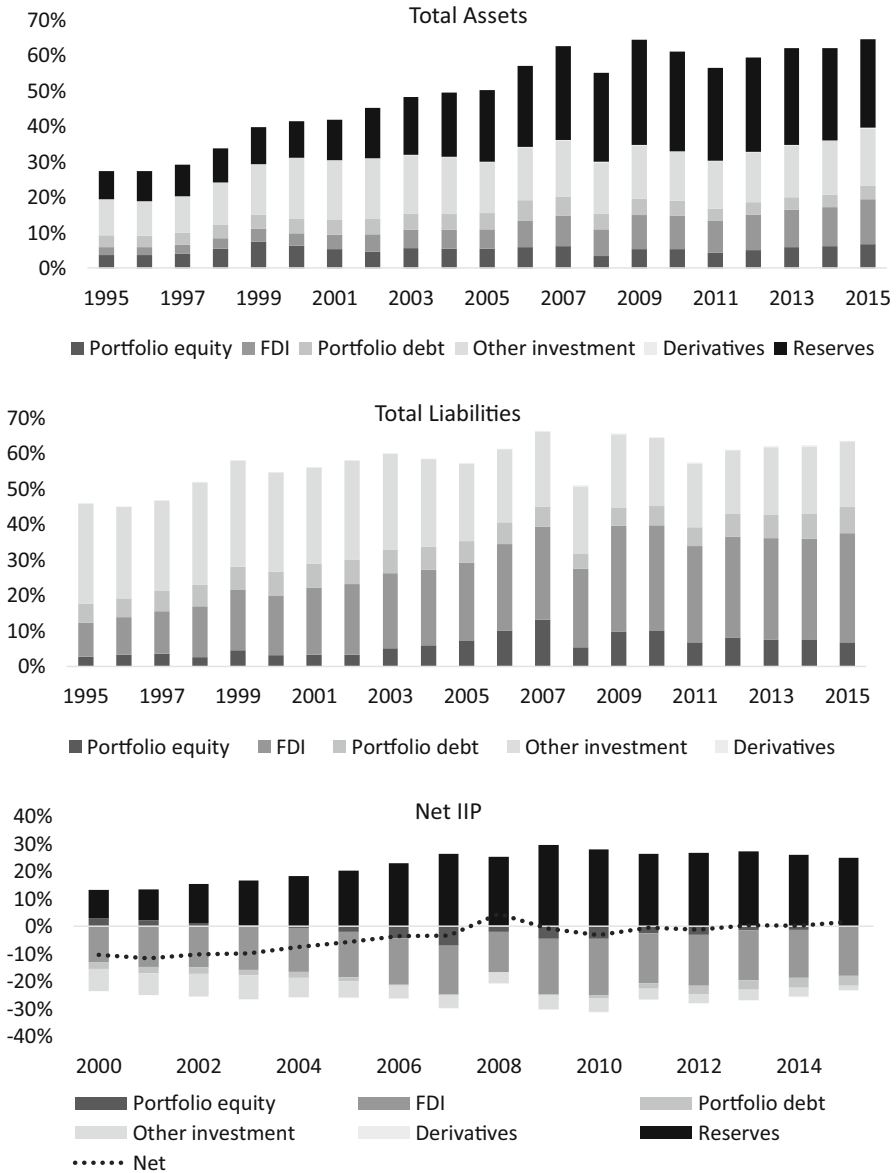 Total Assets
70%
60%
50%
40%
30%
20%
10%
0%
1995 1997 1999 2001 2003 2005 2007 2009 2011 2013 2015
Portfolio equity FDI Portfolio debt Other investment Derivatives Reserves
Total Liabilities
70%
60%
50%
40%
30%
20%
10%
0%
1995 1997 1999 2001 2003 2005 2007 2009 2011 2013 2015
Portfolio equity FDI Portfolio debt Other investment Derivatives
Net IIP
40%
30%
20%
10%
0%
-10%
-20%
-30%
-40%
2000 2002 2004 2006 2008 2010 2012 2014
Portfolio equity FDI Portfolio debt
Other investment Derivatives Reserves
Net